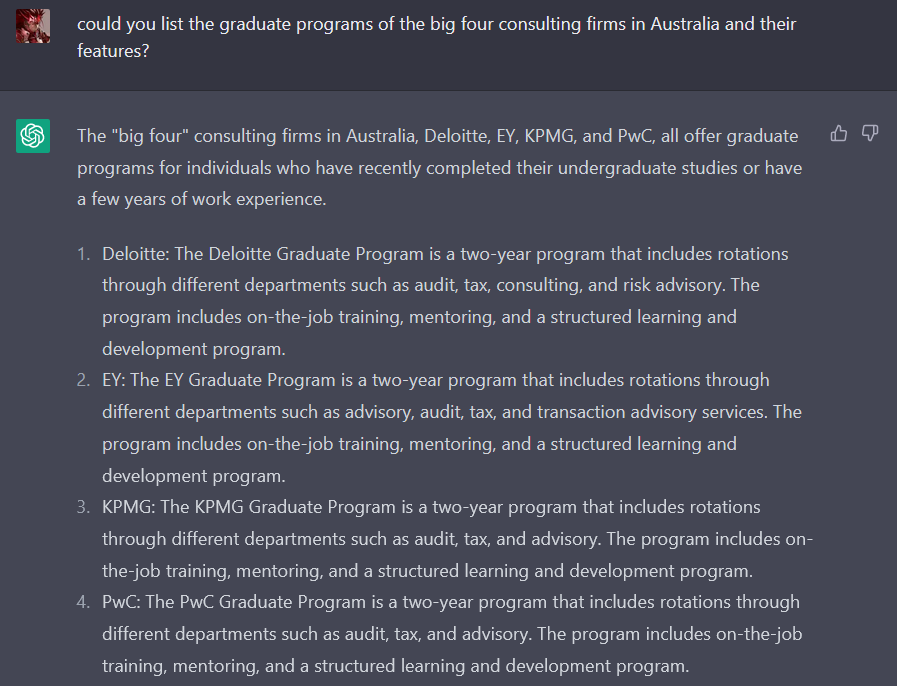 could you list the graduate programs of the big four consulting firms in Australia and their
features?
The "big four" consulting firms in Australia, Deloitte, EY, KPMG, and PwC, all offer graduate
programs for individuals who have recently completed their undergraduate studies or have
a few years of work experience.
1. Deloitte: The Deloitte Graduate Program is a two-year program that includes rotations
through different departments such as audit, tax, consulting, and risk advisory. The
program includes on-the-job training, mentoring, and a structured learning and
development program.
2. EY: The EY Graduate Program is a two-year program that includes rotations through
different departments such as advisory, audit, tax, and transaction advisory services. The
program includes on-the-job training, mentoring, and a structured learning and
development program.
3. KPMG: The KPMG Graduate Program is a two-year program that includes rotations
through different departments such as audit, tax, and advisory. The program includes on-
the-job training, mentoring, and a structured learning and development program.
4. PwC: The PwC Graduate Program is a two-year program that includes rotations through
different departments such as audit, tax, and advisory. The program includes on-the-job
training, mentoring, and a structured learning and development program.